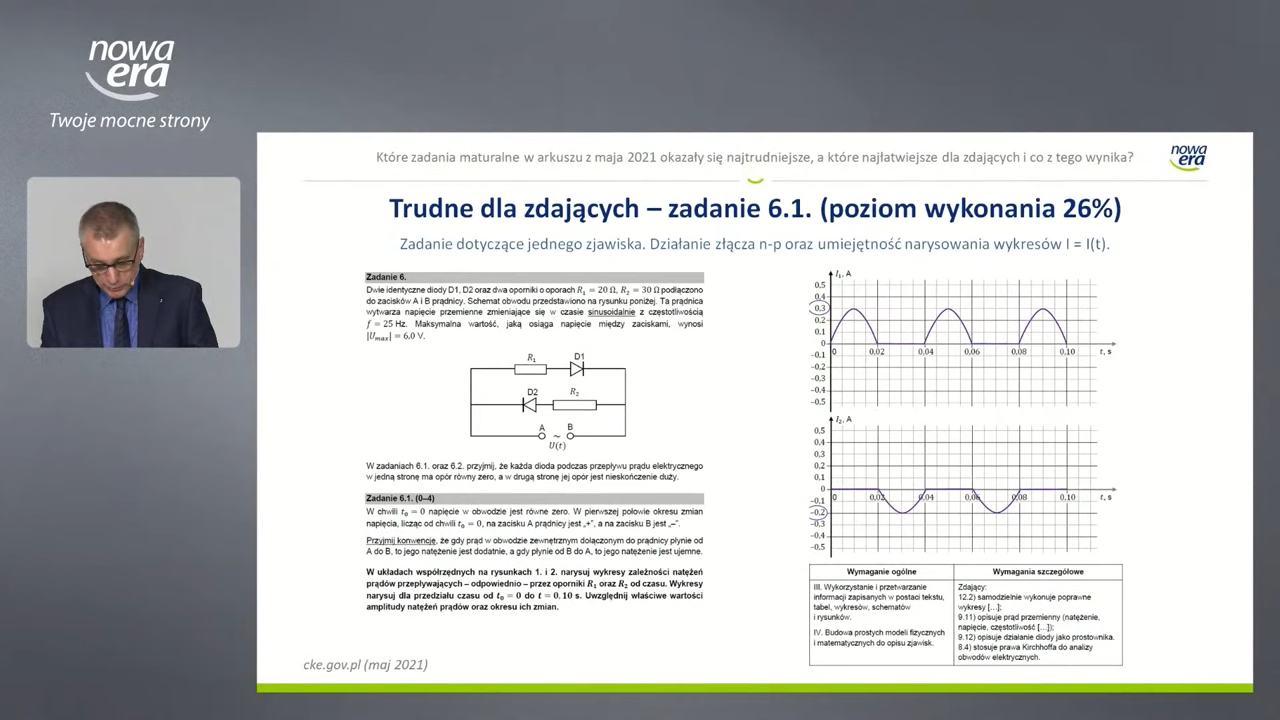 nowa
era
Twoje mocne strony
Które zadania maturalne w arkuszu z maja 2021 okazały się najtrudniejsze, a które najłatwiejsze dla zdających i co z tego wynika?
nowa
era
Trudne dla zdających – zadanie 6.1. (poziom wykonania 26%)
Zadanie dotyczące jednego zjawiska. Działanie złącza n-p oraz umiejętność narysowania wykresów I = I(t).
Zadanie 6.
Dwie identyczne diody D1, D2 oraz dwa oporniki o oporach R₁ = 20 Ω, R₂ = 30 Ω podłączono
do zacisków A i B prądnicy. Schemat obwodu przedstawiono na rysunku poniżej. Ta prądnica
wytwarza napięcie przemienne zmieniające się w czasie sinusoidalnie z częstotliwością
f = 25 Hz. Maksymalna wartość, jaką osiąga napięcie między zaciskami, wynosi
|Umax| = 6,0 V.
R₁ D1
D2 R₂
A B
~
U(t)
W zadaniach 6.1. oraz 6.2. przyjmij, że każda dioda podczas przepływu prądu elektrycznego
w jedną stronę ma opór równy zero, a w drugą stronę jej opór jest nieskończenie duży.
Zadanie 6.1. (0–4)
W chwili t₀ = 0 napięcie w obwodzie jest równe zero. W pierwszej połowie okresu zmian
napięcia, licząc od chwili t₀ = 0, na zacisku A prądnicy jest „+", a na zacisku B jest „–".
Przyjmij konwencję, że gdy prąd w obwodzie zewnętrznym dołączonym do prądnicy płynie od
A do B, to jego natężenie jest dodatnie, a gdy płynie od B do A, to jego natężenie jest ujemne.
W układach współrzędnych na rysunkach 1. i 2. narysuj wykresy zależności natężeń
prądów przepływających – odpowiednio – przez oporniki R₁ oraz R₂ od czasu. Wykresy
narysuj dla przedziału czasu od t₀ = 0 do t = 0,10 s. Uwzględnij właściwe wartości
amplitudy natężeń prądów oraz okresu ich zmian.
cke.gov.pl (maj 2021)
I₁, A
0,5
0,4
0,3
0,2
0,1
0
-0,1
-0,2
-0,3
-0,4
-0,5
0 0,02 0,04 0,06 0,08 0,10 t, s
I₂, A
0,5
0,4
0,3
0,2
0,1
0
-0,1
-0,2
-0,3
-0,4
-0,5
0 0,02 0,04 0,06 0,08 0,10 t, s
Wymaganie ogólne
III. Wykorzystanie i przetwarzanie
informacji zapisanych w postaci tekstu,
tabel, wykresów, schematów
i rysunków.
IV. Budowa prostych modeli fizycznych
i matematycznych do opisu zjawisk.
Wymagania szczegółowe
Zdający:
12.2) samodzielnie wykonuje poprawne
wykresy […];
9.11) opisuje prąd przemienny (natężenie,
napięcie, częstotliwość […]);
9.12) opisuje działanie diody jako prostownika.
8.4) stosuje prawa Kirchhoffa do analizy
obwodów elektrycznych.